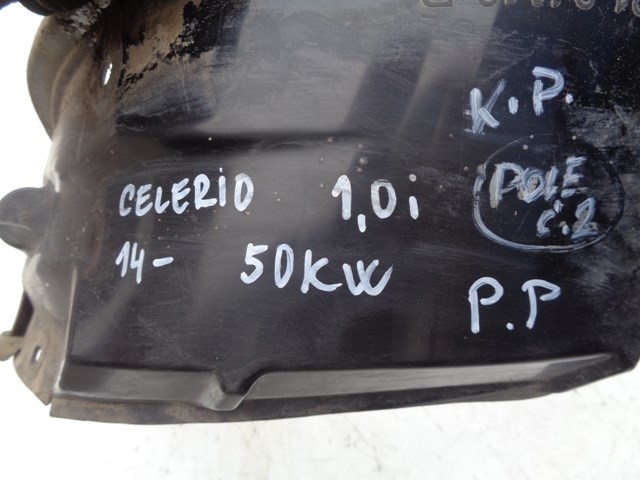 K.P.
CELERIO 1,0i
POLE
č.2
14- 50KW
P.P